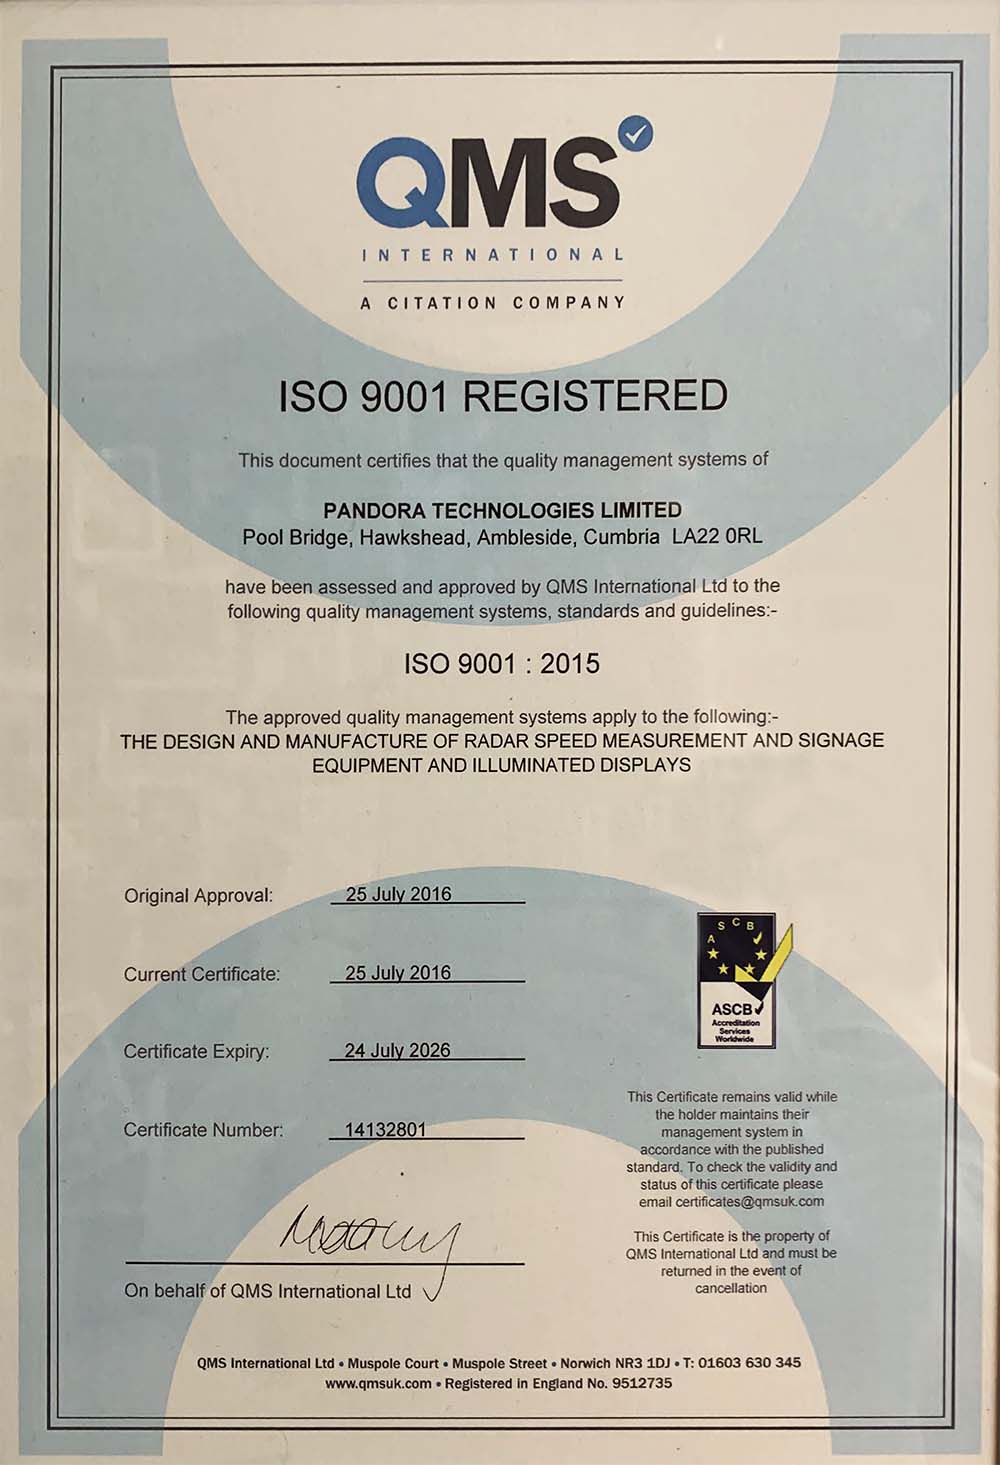 QMS
INTERNATIONAL
A CITATION COMPANY
ISO 9001 REGISTERED
This document certifies that the quality management systems of
PANDORA TECHNOLOGIES LIMITED
Pool Bridge, Hawkshead, Ambleside, Cumbria LA22 0RL
have been assessed and approved by QMS International Ltd to the
following quality management systems, standards and guidelines:-
ISO 9001 : 2015
The approved quality management systems apply to the following:-
THE DESIGN AND MANUFACTURE OF RADAR SPEED MEASUREMENT AND SIGNAGE
EQUIPMENT AND ILLUMINATED DISPLAYS
Original Approval: 25 July 2016
Current Certificate: 25 July 2016
Certificate Expiry: 24 July 2026
Certificate Number: 14132801
ASCB
ASCB
Accreditation
Services
Worldwide
This Certificate remains valid while
the holder maintains their
management system in
accordance with the published
standard. To check the validity and
status of this certificate please
email certificates@qmsuk.com
This Certificate is the property of
QMS International Ltd and must be
returned in the event of
cancellation
On behalf of QMS International Ltd
QMS International Ltd • Muspole Court • Muspole Street • Norwich NR3 1DJ • T: 01603 630 345
www.qmsuk.com • Registered in England No. 9512735